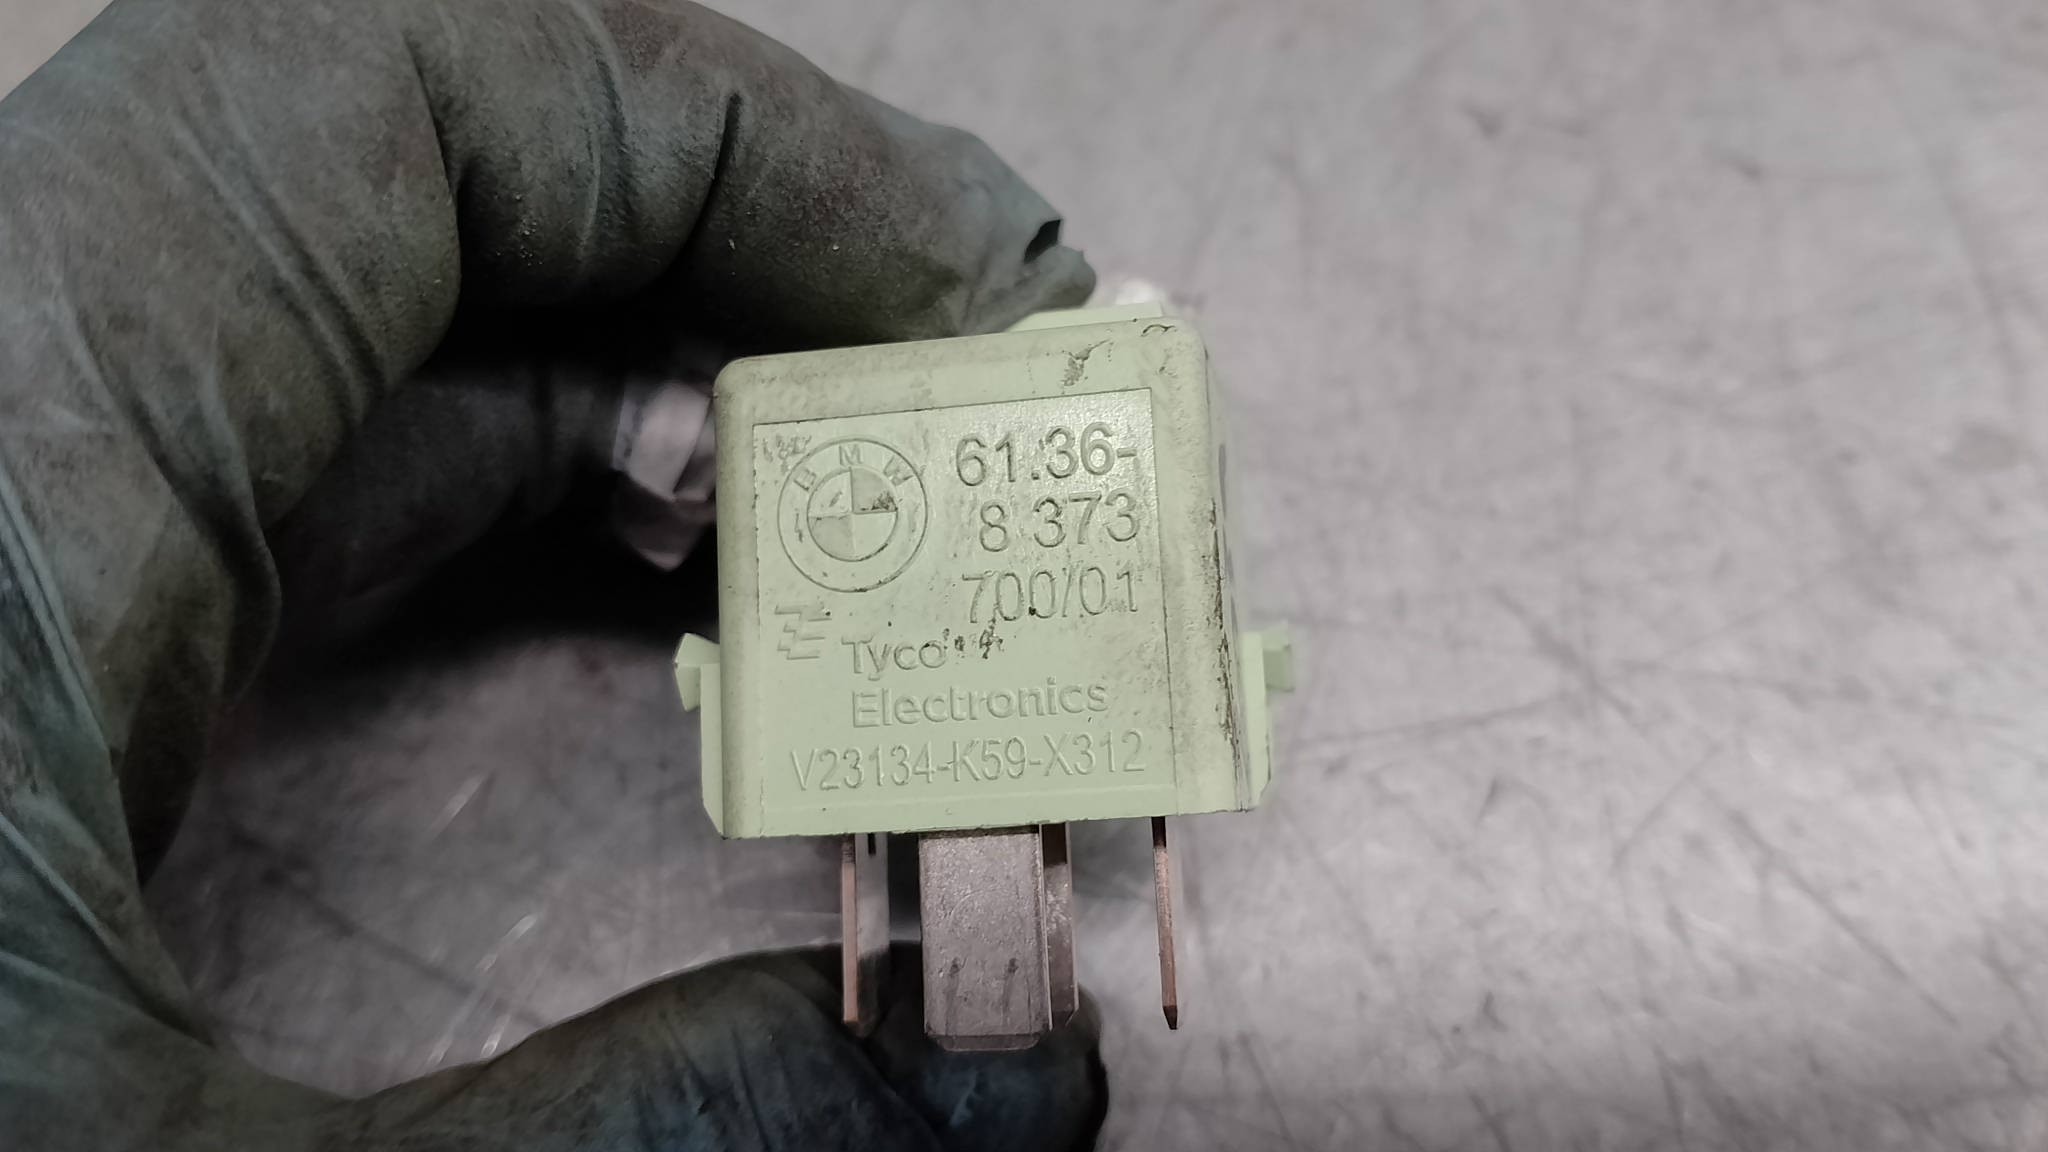 BMW
61.36-
8 373
700/01
Tyco
Electronics
V23134-K59-X312